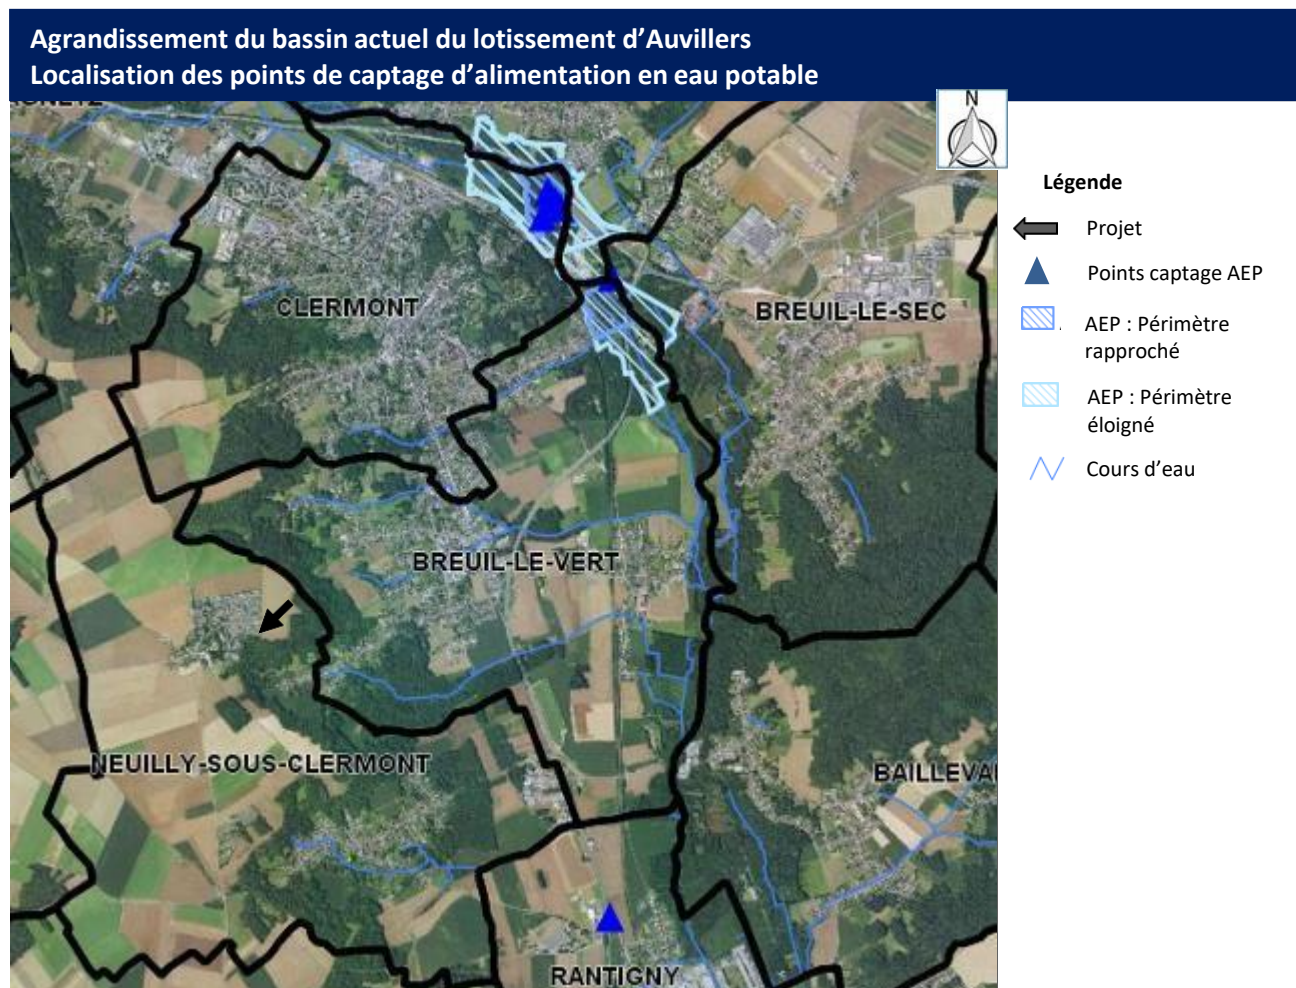 Agrandissement du bassin actuel du lotissement d’Auvillers
Localisation des points de captage d’alimentation en eau potable
N
Légende
Projet
Points captage AEP
AEP : Périmètre
rapproché
AEP : Périmètre
éloigné
Cours d’eau
CLERMONT
BREUIL-LE-SEC
BREUIL-LE-VERT
NEUILLY-SOUS-CLERMONT
BAILLEVA
RANTIGNY